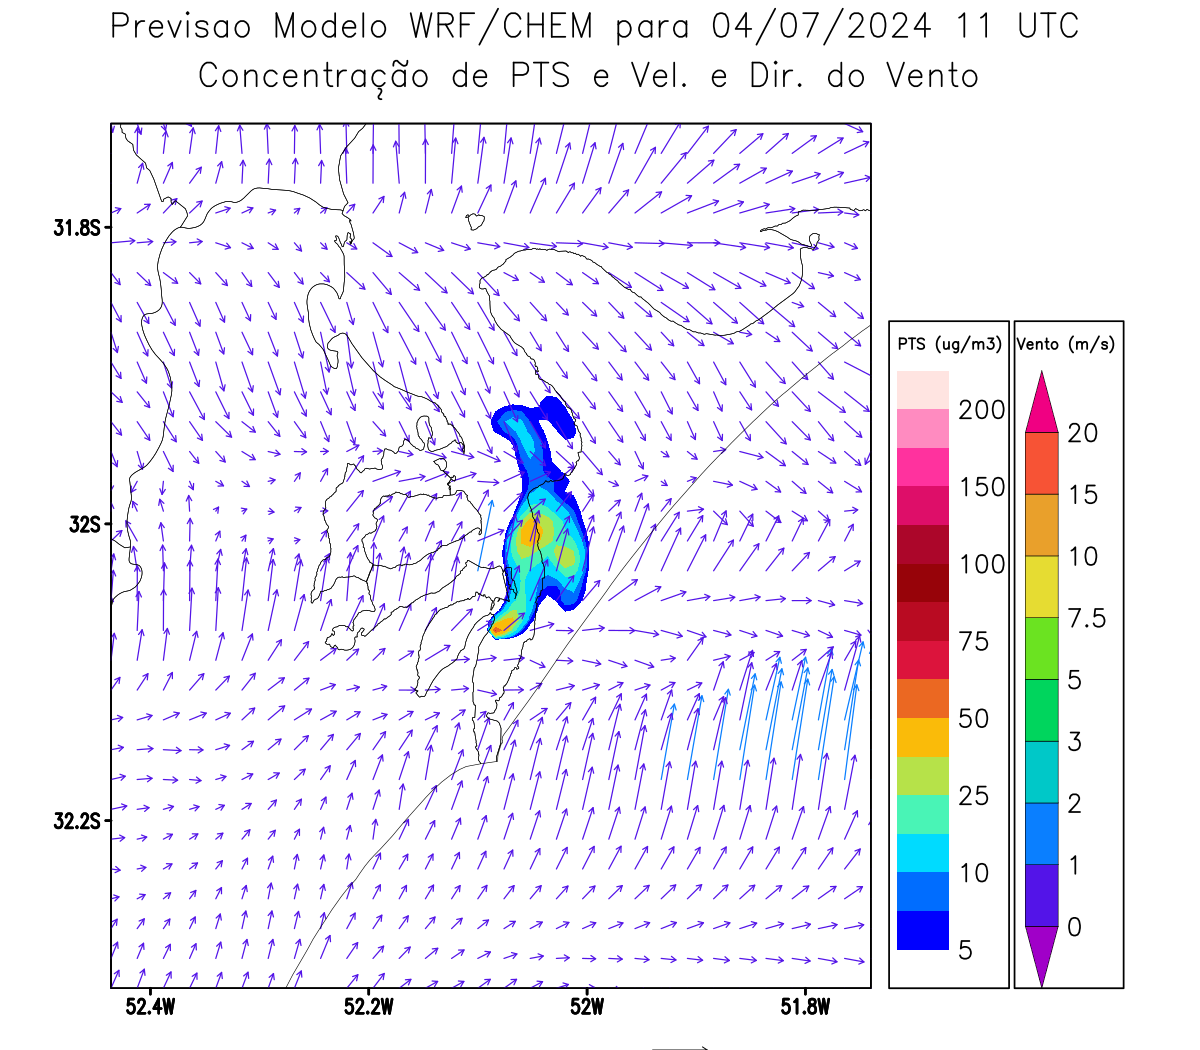 Previsao Modelo WRF/CHEM para 04/07/2024 11 UTC
Concentração de PTS e Vel. e Dir. do Vento
31.8S
32S
32.2S
52.4W 52.2W 52W 51.8W
PTS (ug/m3)
200
150
100
75
50
25
10
5
Vento (m/s)
20
15
10
7.5
5
3
2
1
0